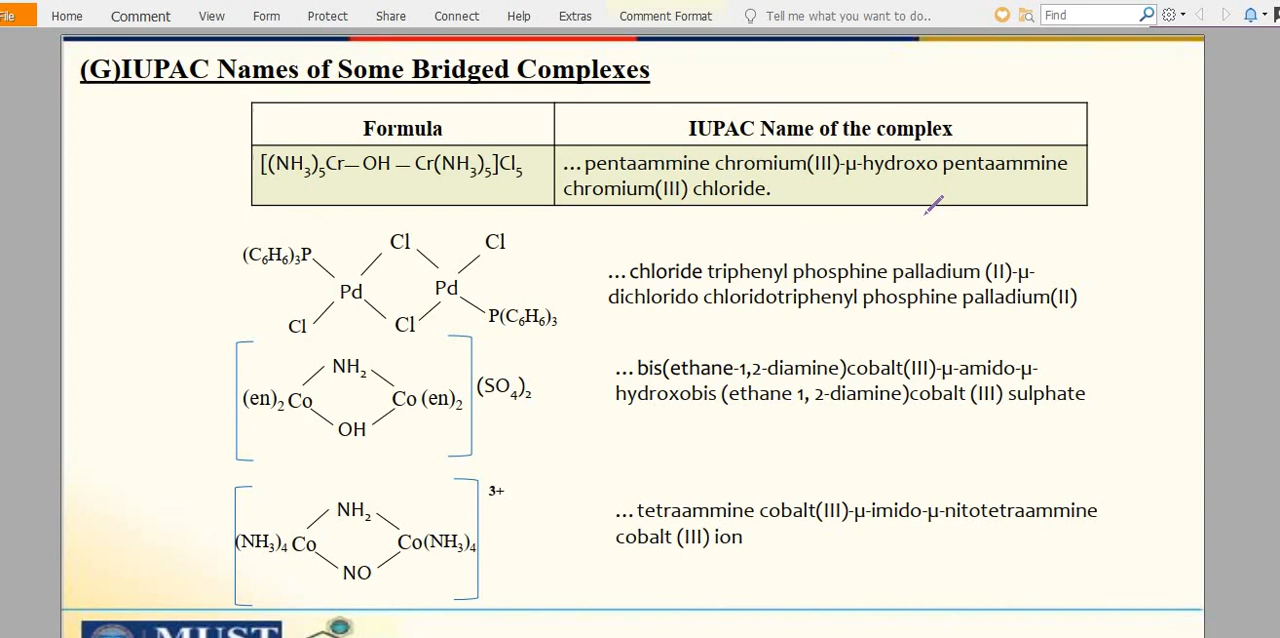 File Home Comment View Form Protect Share Connect Help Extras Comment Format Tell me what you want to do.. Find
(G)IUPAC Names of Some Bridged Complexes
Formula IUPAC Name of the complex
[(NH₃)₅Cr— OH — Cr(NH₃)₅]Cl₅ ...pentaammine chromium(III)-μ-hydroxo pentaammine
chromium(III) chloride.
Cl Cl
(C₆H₆)₃P
Pd Pd
Cl Cl P(C₆H₆)₃
...chloride triphenyl phosphine palladium (II)-μ-
dichlorido chloridotriphenyl phosphine palladium(II)
NH₂
(en)₂ Co Co (en)₂ (SO₄)₂
OH
...bis(ethane-1,2-diamine)cobalt(III)-μ-amido-μ-
hydroxobis (ethane 1, 2-diamine)cobalt (III) sulphate
3+
NH₂
(NH₃)₄ Co Co(NH₃)₄
NO
...tetraammine cobalt(III)-μ-imido-μ-nitotetraammine
cobalt (III) ion
MUST